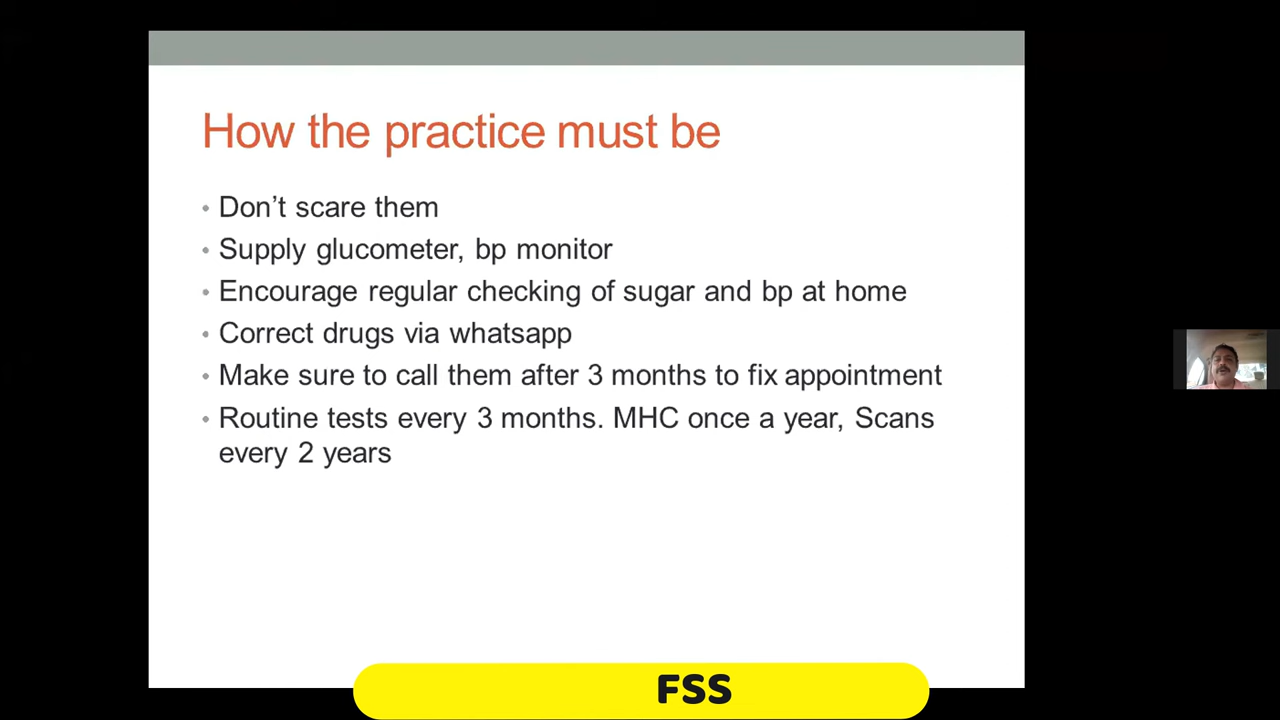 How the practice must be
• Don’t scare them
• Supply glucometer, bp monitor
• Encourage regular checking of sugar and bp at home
• Correct drugs via whatsapp
• Make sure to call them after 3 months to fix appointment
• Routine tests every 3 months. MHC once a year, Scans
every 2 years
FSS